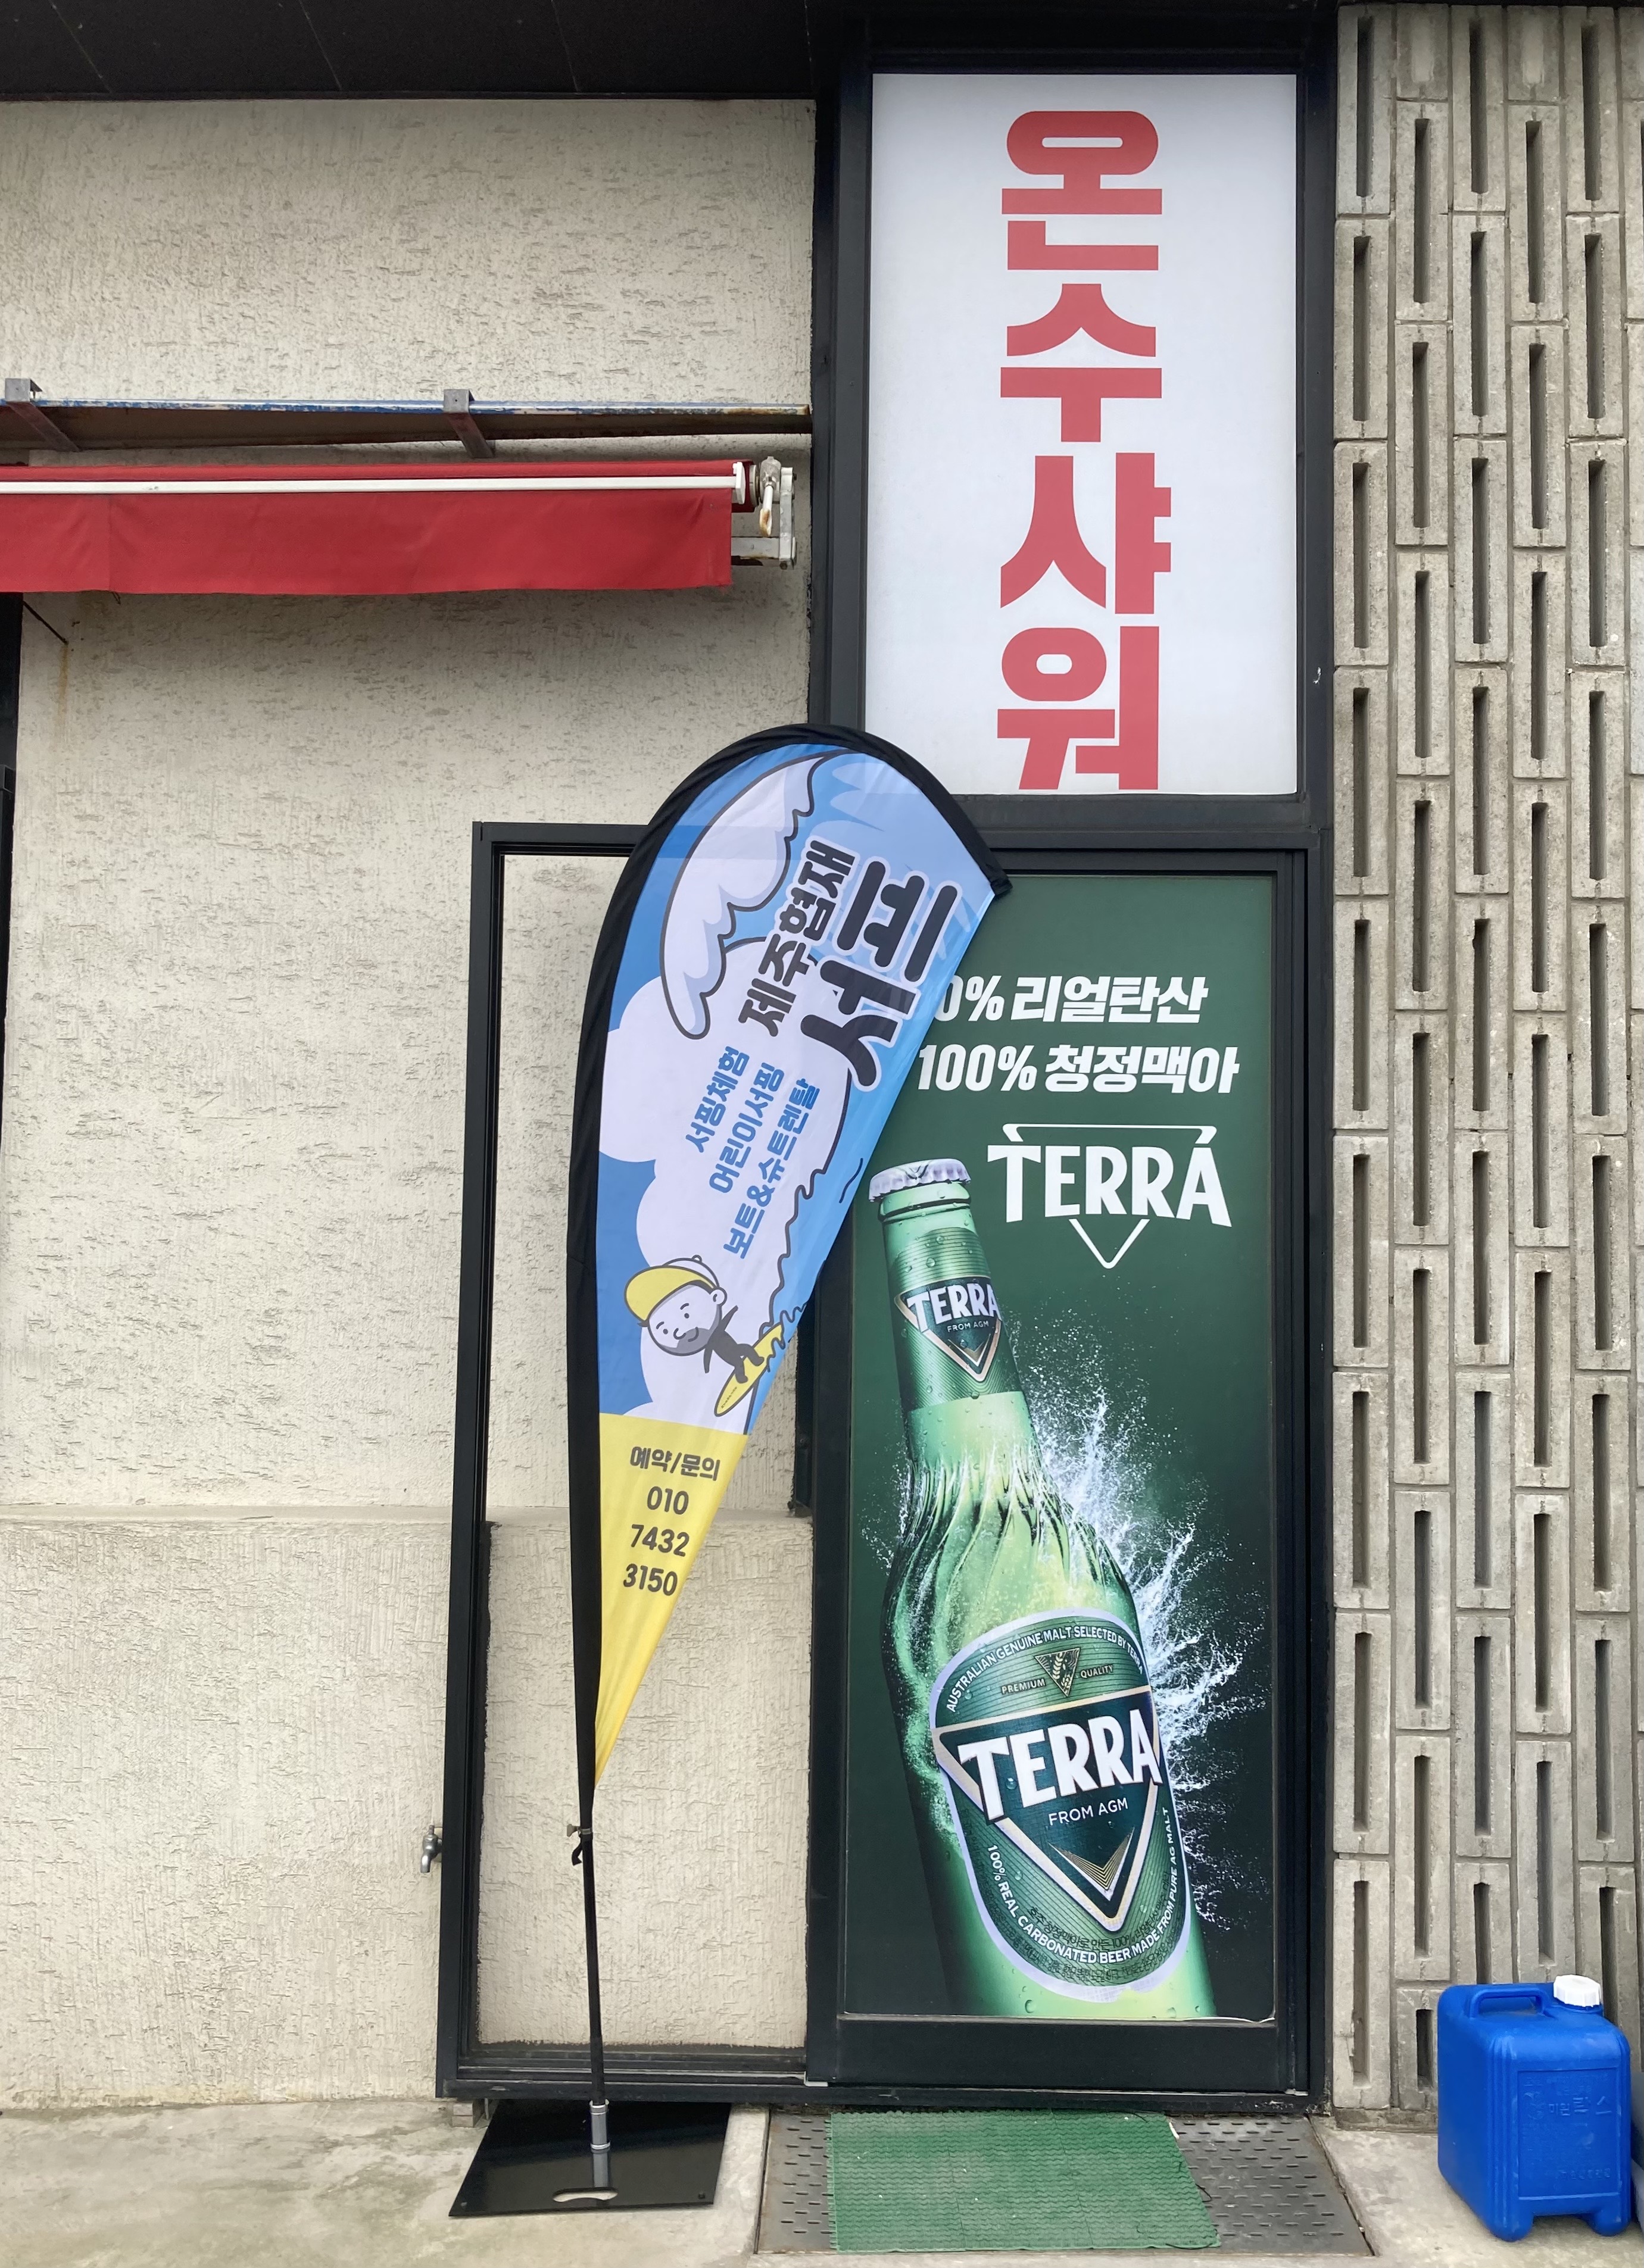 온수샤워
제주협재
서프
서핑체험
어린이서핑
보트&슈트렌탈
예약/문의
010
7432
3150
0% 리얼탄산
100% 청정맥아
TERRA
TERRA
FROM AGM
AUSTRALIAN GENUINE MALT SELECTED BY
PREMIUM QUALITY
TERRA
FROM AGM
100% REAL CARBONATED BEER MADE FROM PURE AG MALT